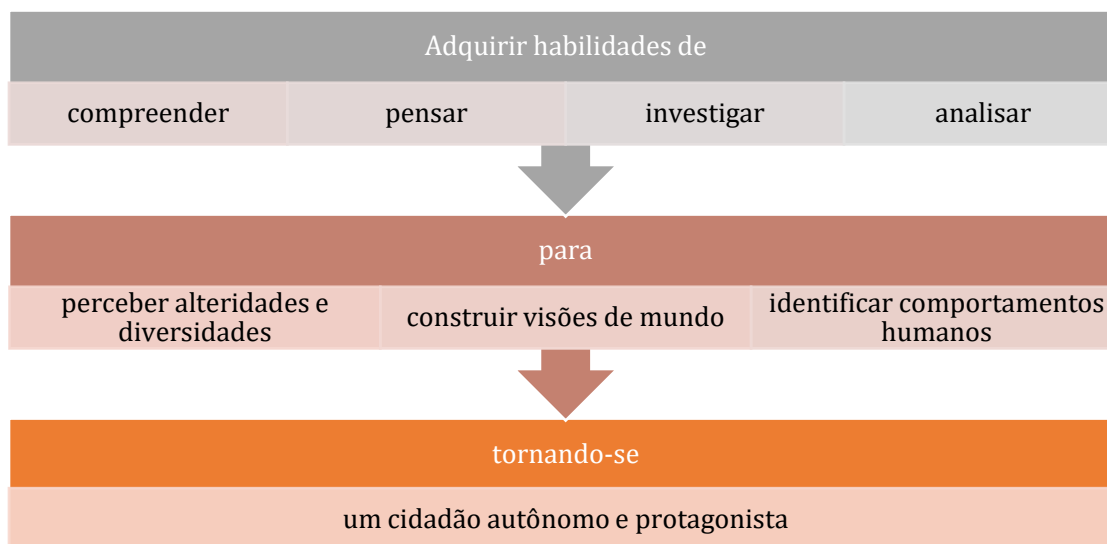 Adquirir habilidades de
compreender
pensar
investigar
analisar
para
perceber alteridades e
diversidades
construir visões de mundo
identificar comportamentos
humanos
tornando-se
um cidadão autônomo e protagonista